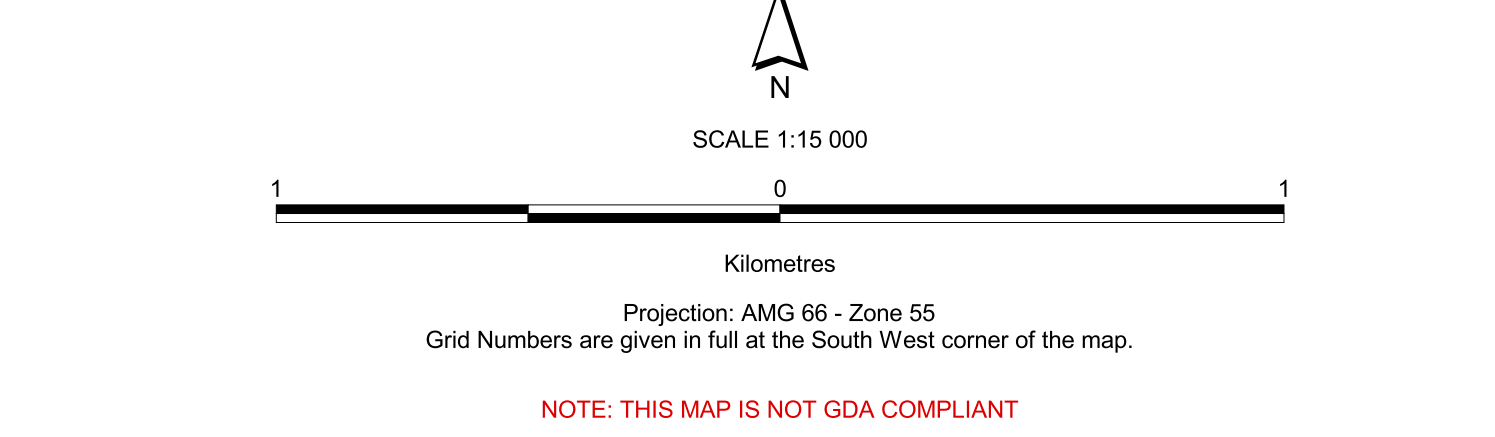 N
SCALE 1:15 000
1 0 1
Kilometres
Projection: AMG 66 - Zone 55
Grid Numbers are given in full at the South West corner of the map.
NOTE: THIS MAP IS NOT GDA COMPLIANT